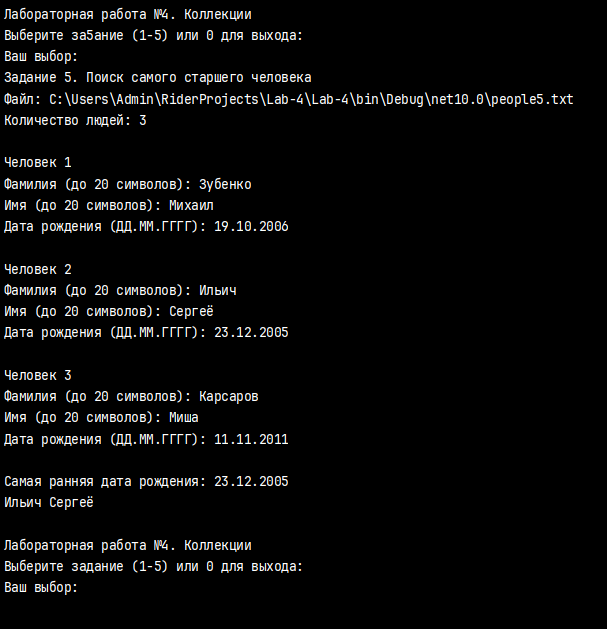 Лабораторная работа №4. Коллекции
Выберите за5ание (1-5) или 0 для выхода:
Ваш выбор:
Задание 5. Поиск самого старшего человека
Файл: C:\Users\Admin\RiderProjects\Lab-4\Lab-4\bin\Debug\net10.0\people5.txt
Количество людей: 3
Человек 1
Фамилия (до 20 символов): Зубенко
Имя (до 20 символов): Михаил
Дата рождения (ДД.ММ.ГГГГ): 19.10.2006
Человек 2
Фамилия (до 20 символов): Ильич
Имя (до 20 символов): Сергеё
Дата рождения (ДД.ММ.ГГГГ): 23.12.2005
Человек 3
Фамилия (до 20 символов): Карсаров
Имя (до 20 символов): Миша
Дата рождения (ДД.ММ.ГГГГ): 11.11.2011
Самая ранняя дата рождения: 23.12.2005
Ильич Сергеё
Лабораторная работа №4. Коллекции
Выберите задание (1-5) или 0 для выхода:
Ваш выбор: